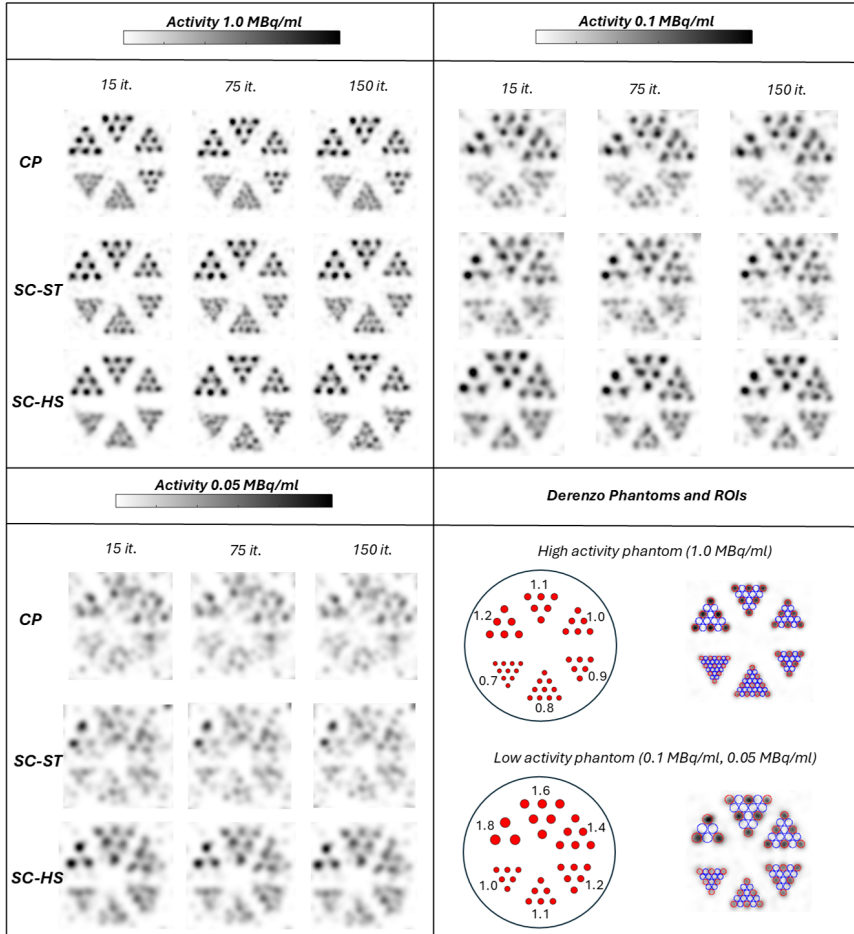 Activity 1.0 MBq/ml
15 it. 75 it. 150 it.
CP
SC-ST
SC-HS
Activity 0.1 MBq/ml
15 it. 75 it. 150 it.
Activity 0.05 MBq/ml
15 it. 75 it. 150 it.
CP
SC-ST
SC-HS
Derenzo Phantoms and ROIs
High activity phantom (1.0 MBq/ml)
1.1
1.2
1.0
0.7
0.9
0.8
Low activity phantom (0.1 MBq/ml, 0.05 MBq/ml)
1.6
1.8
1.4
1.0
1.2
1.1